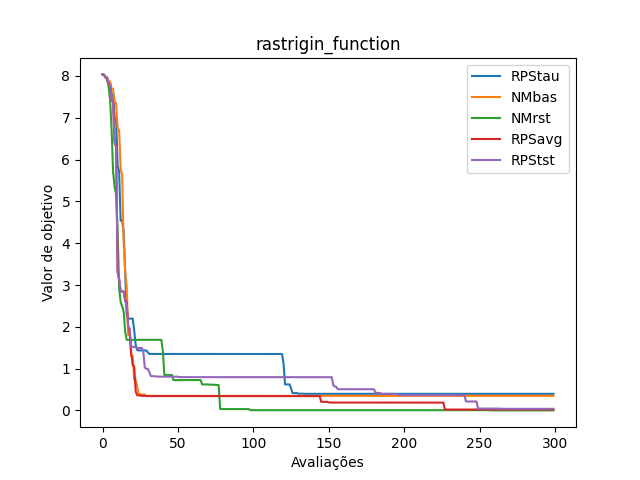 rastrigin_function
RPStau
NMbas
NMrst
RPSavg
RPStst
Valor de objetivo
8
7
6
5
4
3
2
1
0
0 50 100 150 200 250 300
Avaliações